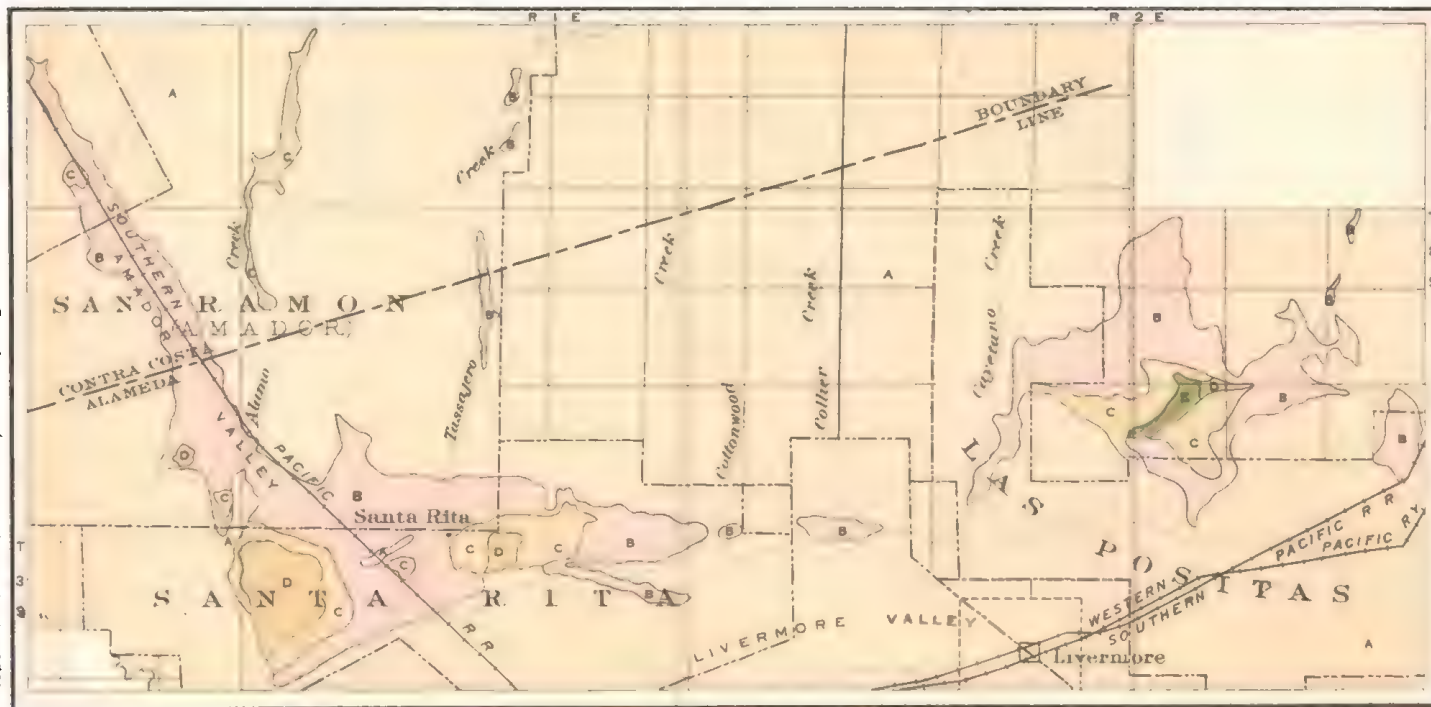 R 1 E
R 2 E
A
BOUNDARY
LINE
B
Creek
B
C
C
SOUTHERN
AMADOR
Creek
D
B
SAN RAMON
(AMADOR)
CONTRA COSTA
ALAMEDA
Alamo
VALLEY
PACIFIC
R R
B
Tassajero
Creek
Cottonwood
Creek
Collier
A
Creek
Cayetano
B
B
B
B
C
E
D
B
C
B
LAS
POSITAS
D
C
A
B
Santa Rita
C
D
C
B
B
B
A
C
D
C
B
T
3
SANTA RITA
LIVERMORE VALLEY
WESTERN PACIFIC R R
SOUTHERN PACIFIC RY
Livermore
A